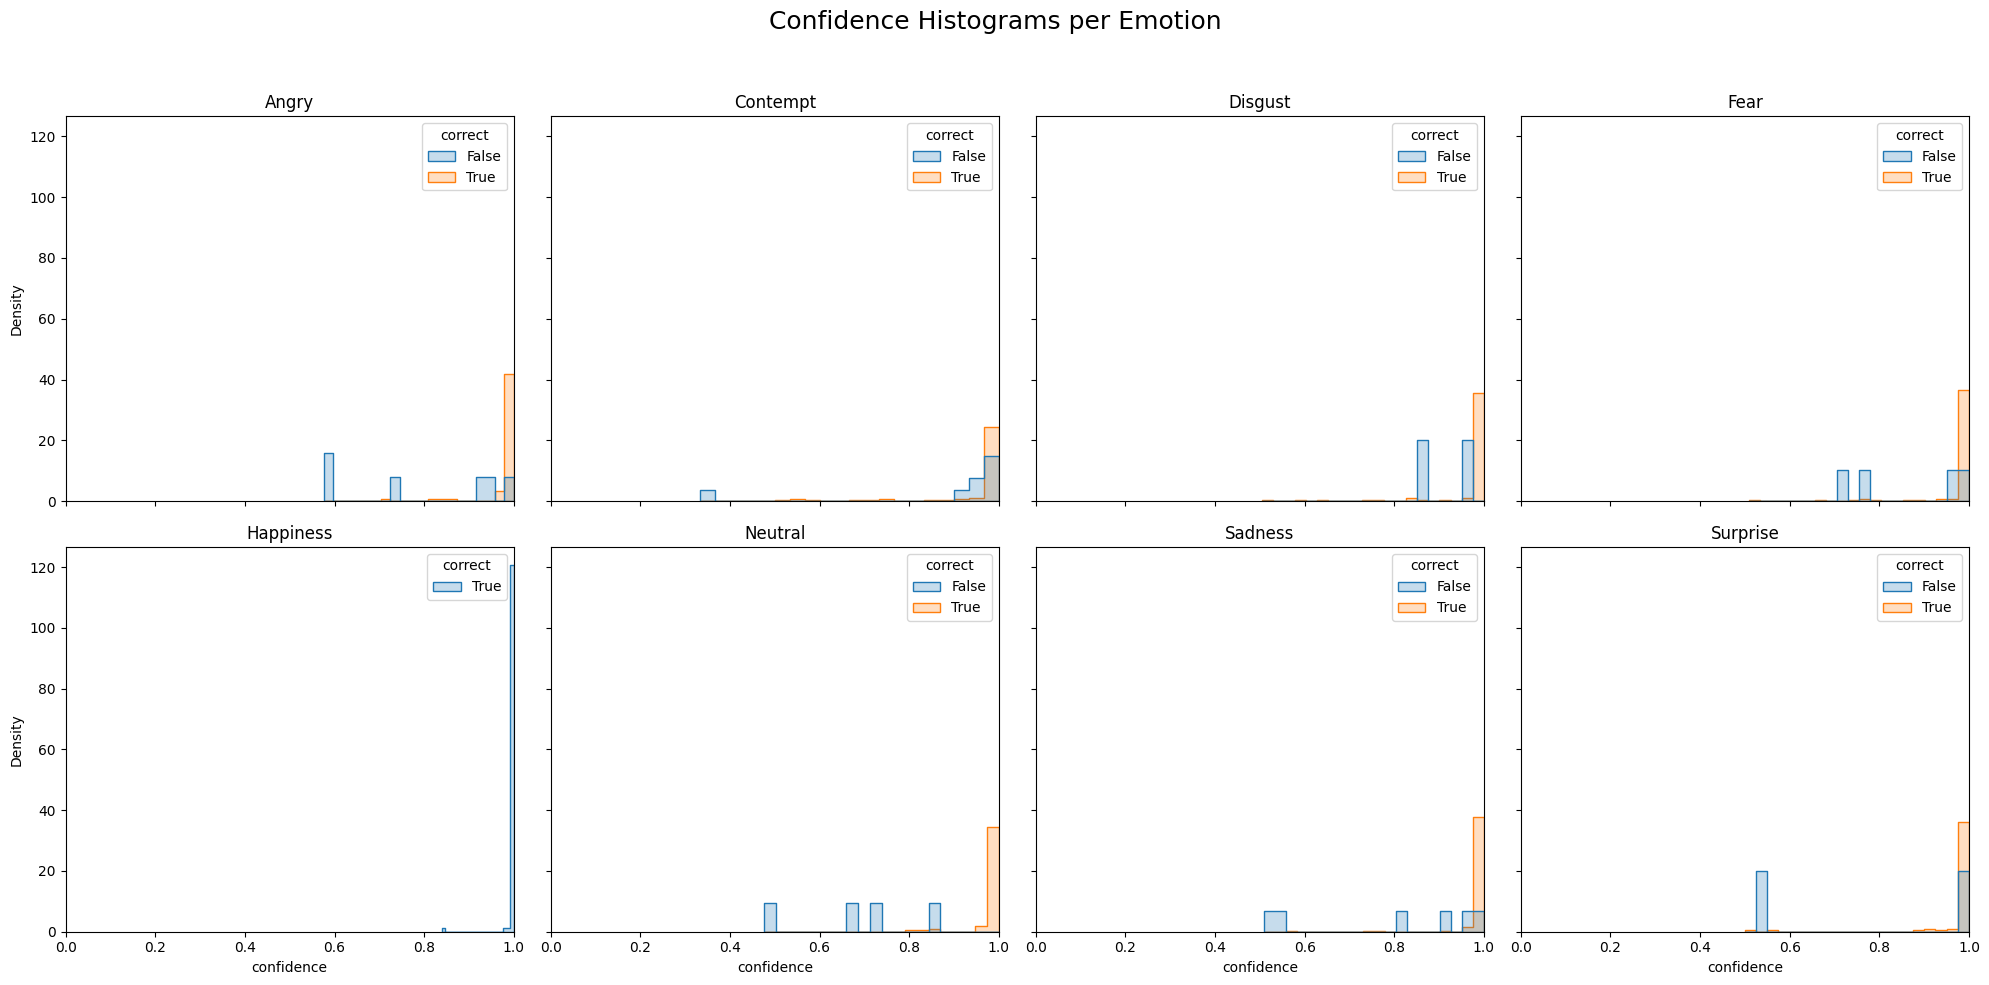 Confidence Histograms per Emotion
Angry
Contempt
Disgust
Fear
correct
False
True
correct
False
True
correct
False
True
correct
False
True
120
100
80
60
40
20
0
Density
Happiness
Neutral
Sadness
Surprise
correct
True
correct
False
True
correct
False
True
correct
False
True
120
100
80
60
40
20
0
Density
0.0 0.2 0.4 0.6 0.8 1.0
0.0 0.2 0.4 0.6 0.8 1.0
0.0 0.2 0.4 0.6 0.8 1.0
0.0 0.2 0.4 0.6 0.8 1.0
confidence
confidence
confidence
confidence